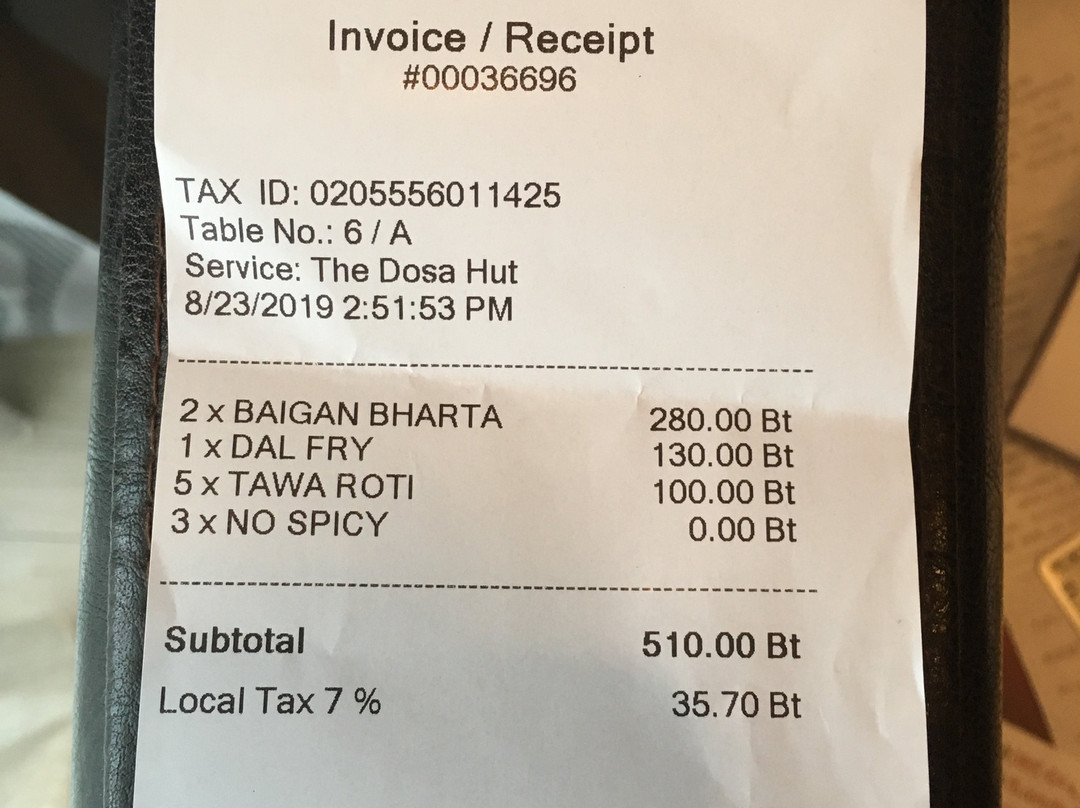 Invoice / Receipt
#00036696
TAX ID: 0205556011425
Table No.: 6 / A
Service: The Dosa Hut
8/23/2019 2:51:53 PM
2 x BAIGAN BHARTA 280.00 Bt
1 x DAL FRY 130.00 Bt
5 x TAWA ROTI 100.00 Bt
3 x NO SPICY 0.00 Bt
Subtotal 510.00 Bt
Local Tax 7 % 35.70 Bt